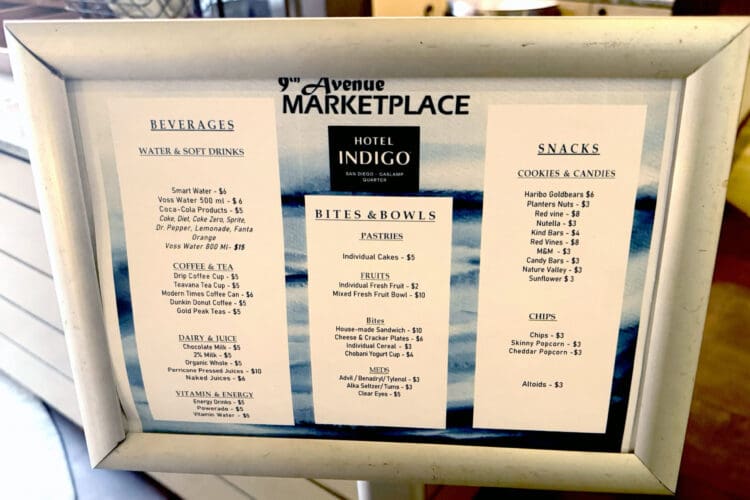 9th Avenue
MARKETPLACE
BEVERAGES
WATER & SOFT DRINKS
Smart Water - $6
Voss Water 500 ml - $ 6
Coca-Cola Products - $5
Coke, Diet, Coke Zero, Sprite,
Dr. Pepper, Lemonade, Fanta
Orange
Voss Water 800 Ml- $15
COFFEE & TEA
Drip Coffee Cup - $5
Teavana Tea Cup - $5
Modern Times Coffee Can - $6
Dunkin Donut Coffee - $5
Gold Peak Teas - $5
DAIRY & JUICE
Chocolate Milk - $5
2% Milk - $5
Organic Whole - $5
Perricone Pressed Juices - $10
Naked Juices - $6
VITAMIN & ENERGY
Energy Drinks - $5
Powerade - $5
Vitamin Water - $5
HOTEL
INDIGO
SAN DIEGO - GASLAMP
QUARTER
BITES & BOWLS
PASTRIES
Individual Cakes - $5
FRUITS
Individual Fresh Fruit - $2
Mixed Fresh Fruit Bowl - $10
Bites
House-made Sandwich - $10
Cheese & Cracker Plates - $6
Individual Cereal - $3
Chobani Yogurt Cup - $4
MEDS
Advil / Benadryl/ Tylenol - $3
Alka Seltzer/Tums - $3
Clear Eyes - $5
SNACKS
COOKIES & CANDIES
Haribo Goldbears $6
Planters Nuts - $3
Red vine - $8
Nutella - $3
Kind Bars - $4
Red Vines - $8
M&M - $3
Candy Bars - $3
Nature Valley - $3
Sunflower $ 3
CHIPS
Chips - $3
Skinny Popcorn - $3
Cheddar Popcorn -$3
Altoids - $3